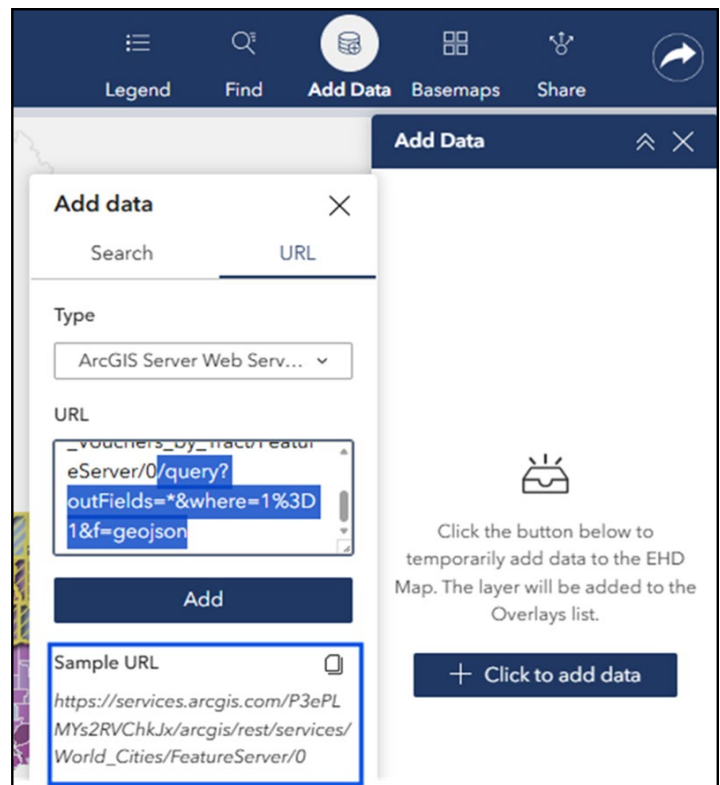 Legend Find Add Data Basemaps Share
Add Data
Add data
Search URL
Type
ArcGIS Server Web Serv...
URL
_vouchers_by_Tract/Featur
eServer/0/query?
outFields=*&where=1%3D
1&f=geojson
Add
Sample URL
https://services.arcgis.com/P3ePL
MYs2RVChkJx/arcgis/rest/services/
World_Cities/FeatureServer/0
Click the button below to
temporarily add data to the EHD
Map. The layer will be added to the
Overlays list.
+ Click to add data